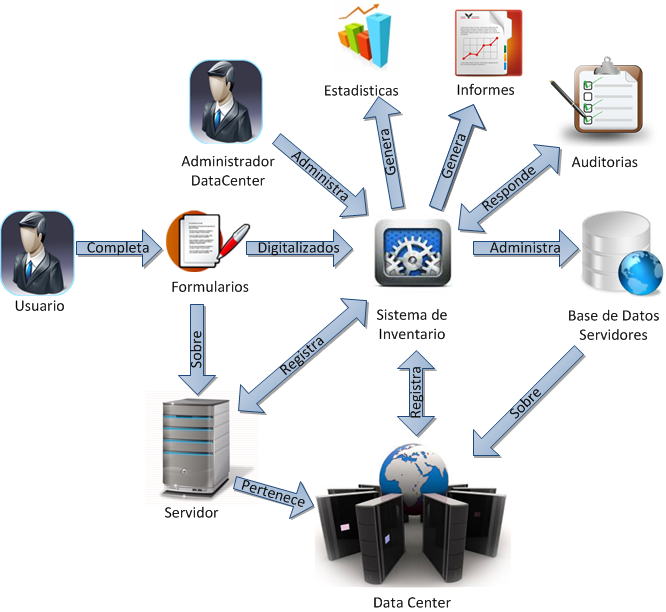 Estadisticas
Informes
Administrador
DataCenter
Administra
Genera
Genera
Responde
Auditorias
Usuario
Completa
Formularios
Digitalizados
Sistema de
Inventario
Administra
Base de Datos
Servidores
Sobre
Registra
Registra
Sobre
Servidor
Pertenece
Data Center